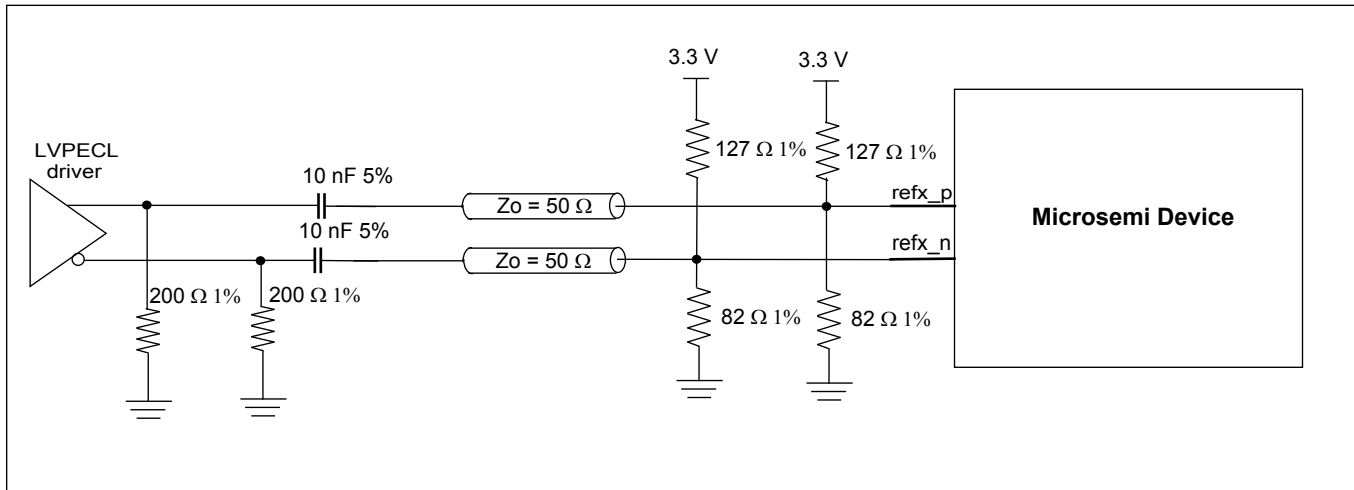 3.3 V
3.3 V
LVPECL
driver
127 Ω 1%
127 Ω 1%
10 nF 5%
Zo = 50 Ω
refx_p
Microsemi Device
10 nF 5%
Zo = 50 Ω
refx_n
200 Ω 1%
200 Ω 1%
82 Ω 1%
82 Ω 1%